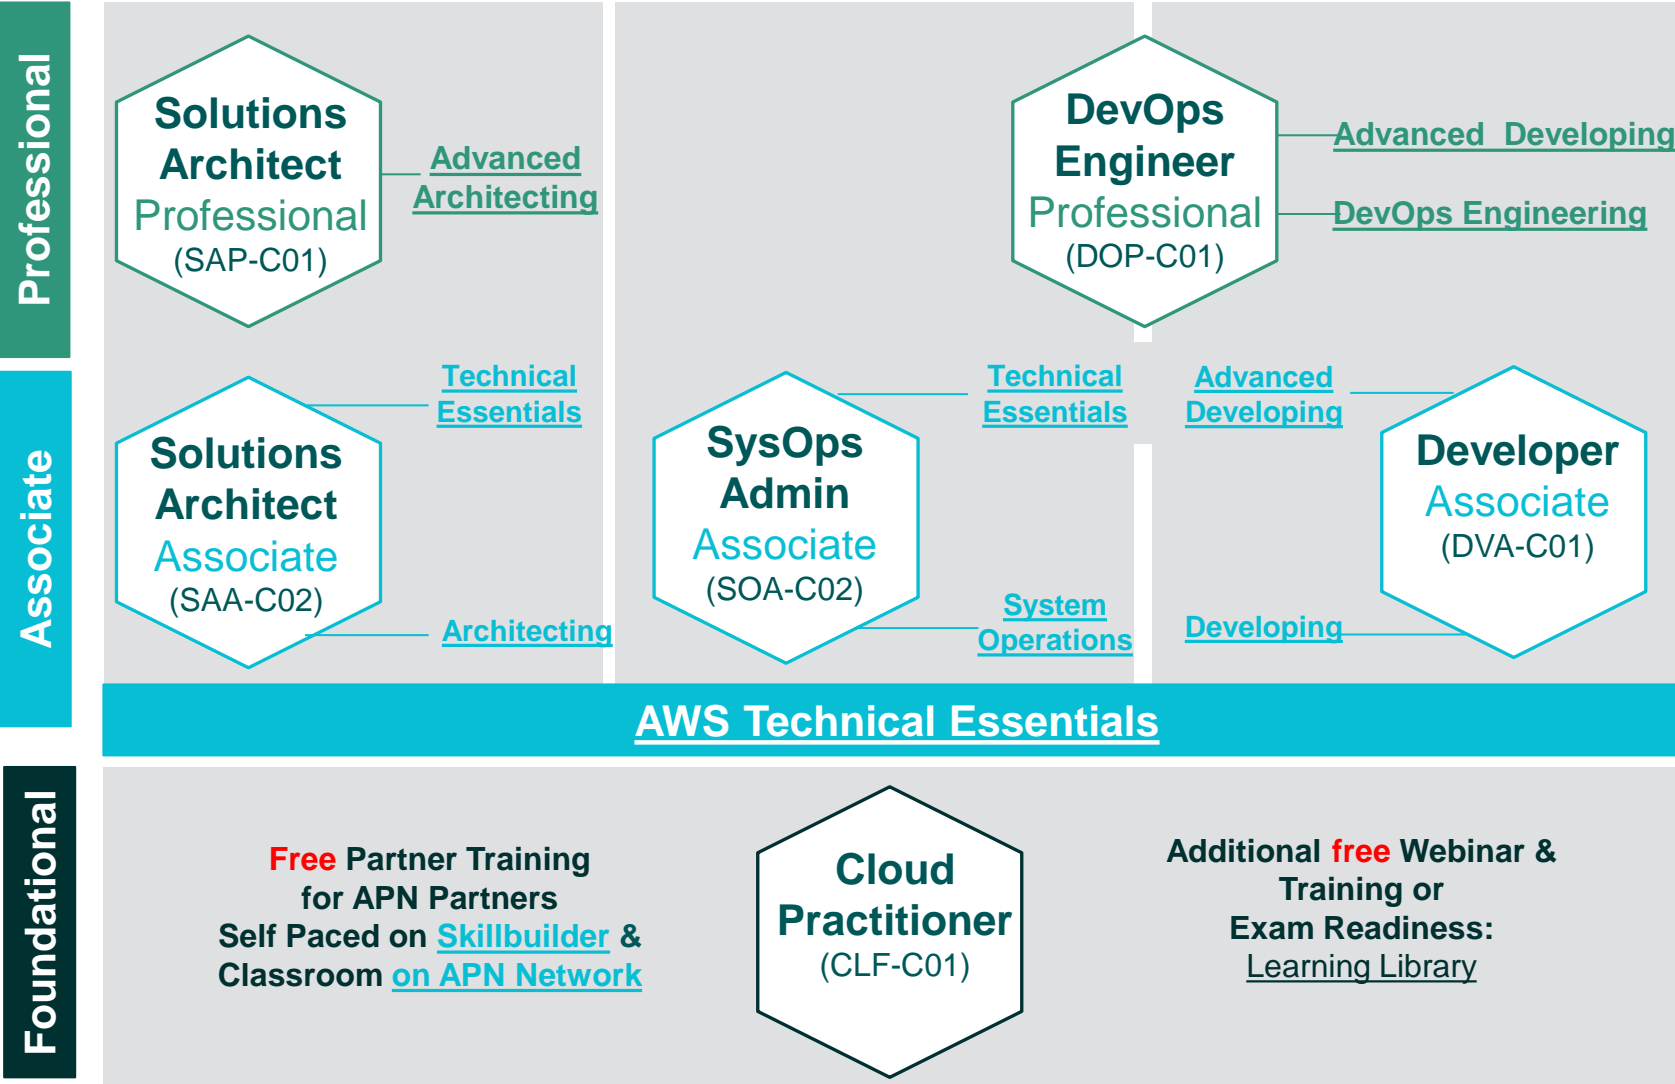 Professional
Solutions
Architect
Professional
(SAP-C01)
Advanced
Architecting
DevOps
Engineer
Professional
(DOP-C01)
Advanced Developing
DevOps Engineering
Associate
Solutions
Architect
Associate
(SAA-C02)
Technical
Essentials
Architecting
SysOps
Admin
Associate
(SOA-C02)
Technical
Essentials
System
Operations
Advanced
Developing
Developing
Developer
Associate
(DVA-C01)
AWS Technical Essentials
Foundational
Free Partner Training
for APN Partners
Self Paced on Skillbuilder &
Classroom on APN Network
Cloud
Practitioner
(CLF-C01)
Additional free Webinar &
Training or
Exam Readiness:
Learning Library